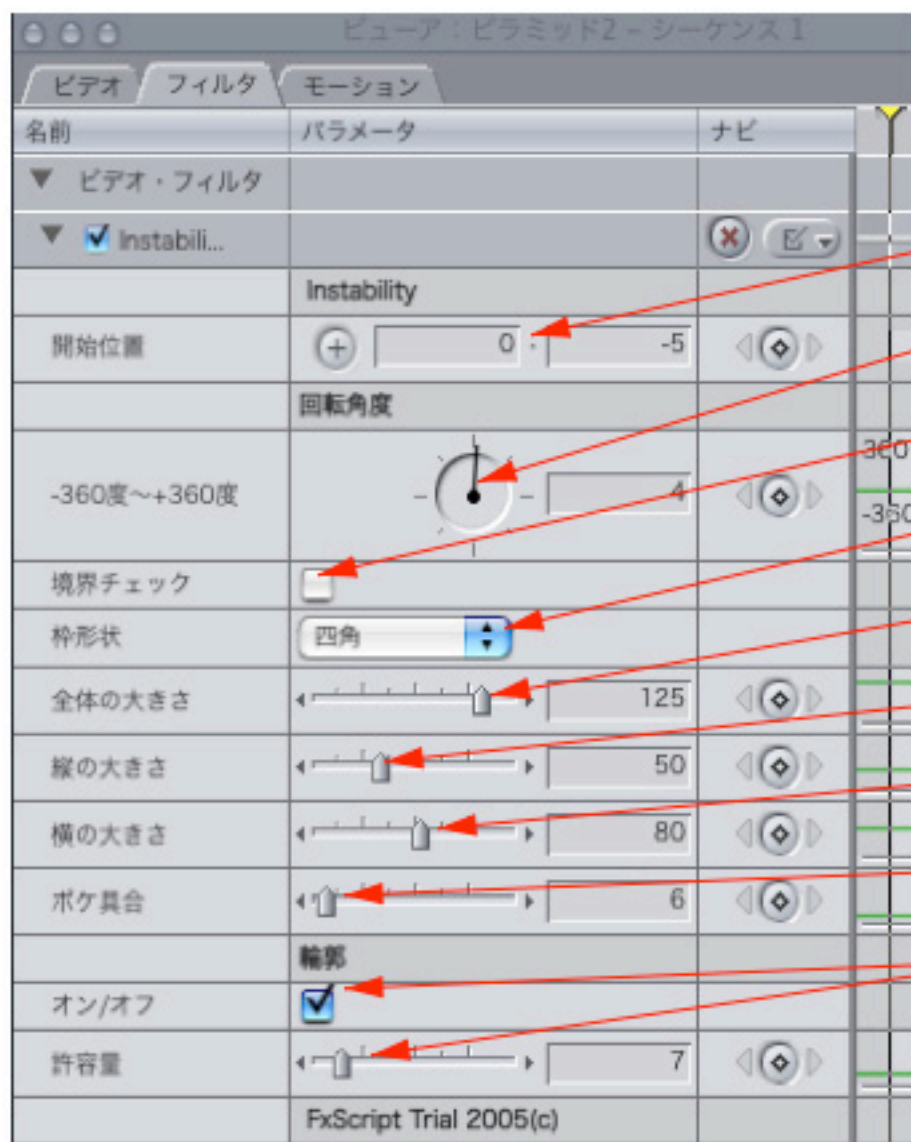 ビューア：ピラミッド2 – シーケンス 1
ビデオ フィルタ モーション
名前 パラメータ ナビ
ビデオ・フィルタ
Instabili...
Instability
開始位置 0 , -5
回転角度
360
-360度～+360度 4
-360
境界チェック
枠形状 四角
全体の大きさ 125
縦の大きさ 50
横の大きさ 80
ボケ具合 6
輪郭
オン/オフ
許容量 7
FxScript Trial 2005(c)